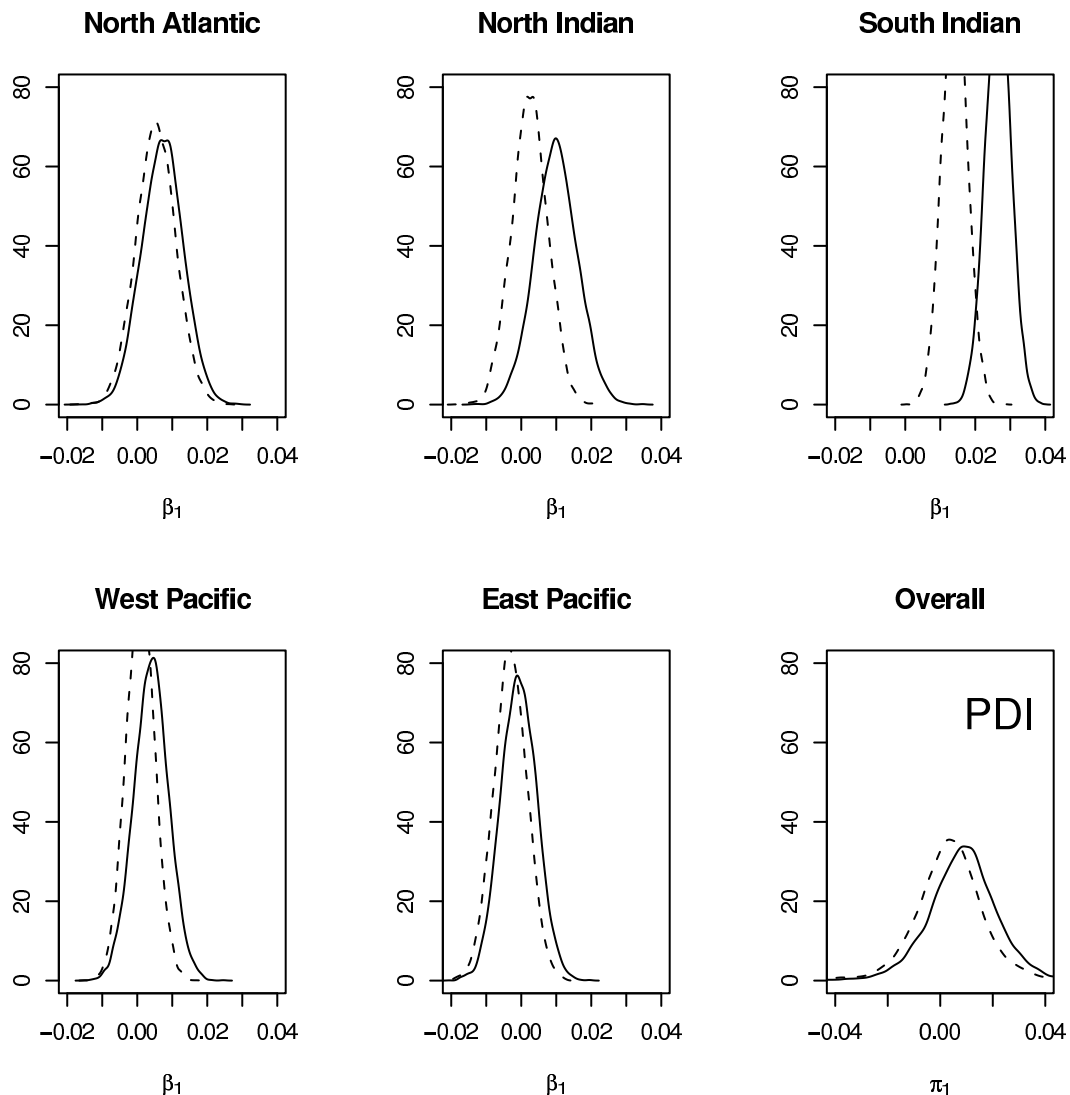 North Atlantic
North Indian
South Indian
80
60
40
20
0
−0.02 0.00 0.02 0.04
β1
80
60
40
20
0
−0.02 0.00 0.02 0.04
β1
80
60
40
20
0
−0.02 0.00 0.02 0.04
β1
West Pacific
East Pacific
Overall
80
60
40
20
0
−0.02 0.00 0.02 0.04
β1
80
60
40
20
0
−0.02 0.00 0.02 0.04
β1
PDI
80
60
40
20
0
−0.04 0.00 0.04
π1